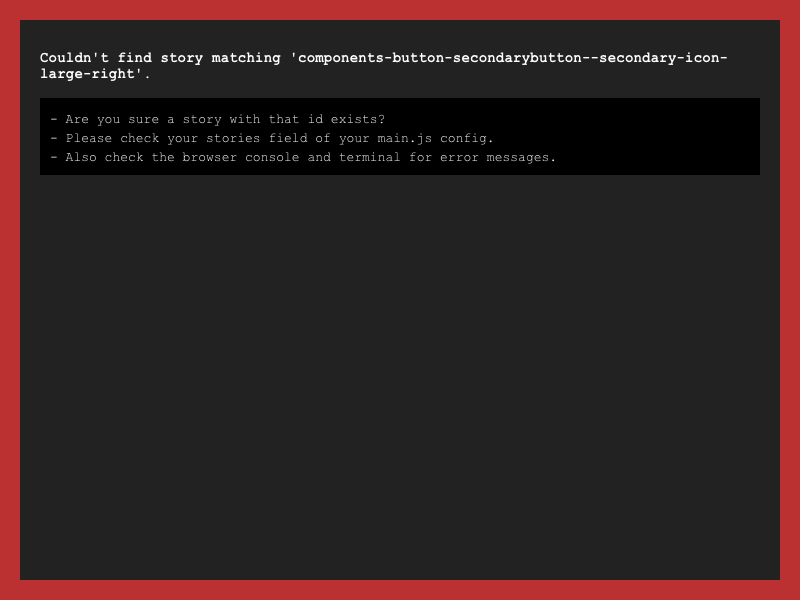 Couldn't find story matching 'components-button-secondarybutton--secondary-icon-
large-right'.
- Are you sure a story with that id exists?
- Please check your stories field of your main.js config.
- Also check the browser console and terminal for error messages.